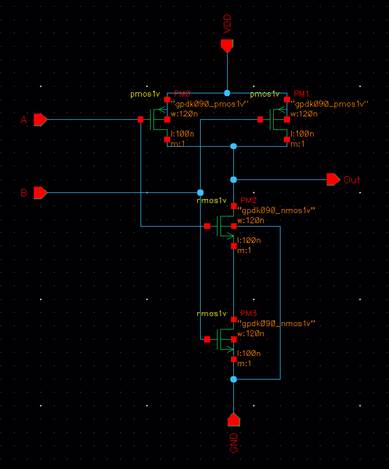 VDD
pmos1v PM0
"gpdk090_pmos1v"
w:120n
l:100n
m:1
pmos1v PM1
"gpdk090_pmos1v"
w:120n
l:100n
m:1
A
B
Out
nmos1v PM2
"gpdk090_nmos1v"
w:120n
l:100n
m:1
nmos1v PM3
"gpdk090_nmos1v"
w:120n
l:100n
m:1
GND